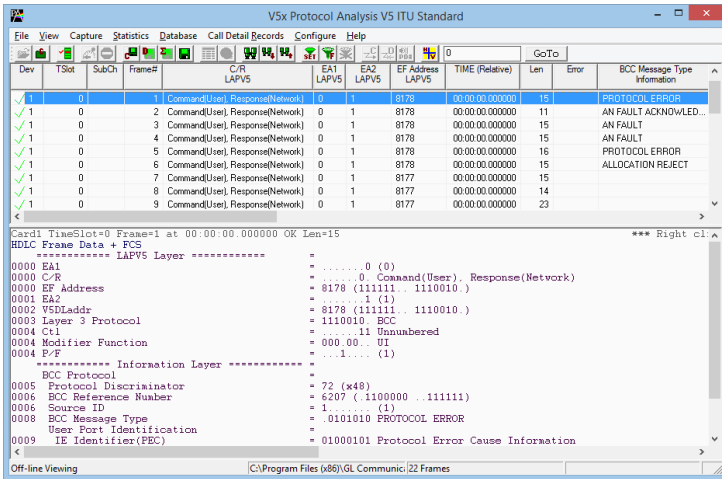 V5x Protocol Analysis V5 ITU Standard
File View Capture Statistics Database Call Detail Records Configure Help
0 GoTo
Dev TSlot SubCh Frame# C/R LAPV5 EA1 LAPV5 EA2 LAPV5 EF Address LAPV5 TIME (Relative) Len Error BCC Message Type Information
1 0 1 Command(User), Response(Network) 0 1 8178 00:00:00.000000 15 PROTOCOL ERROR
1 0 2 Command(User), Response(Network) 0 1 8178 00:00:00.000000 11 AN FAULT ACKNOWLED...
1 0 3 Command(User), Response(Network) 0 1 8178 00:00:00.000000 15 AN FAULT
1 0 4 Command(User), Response(Network) 0 1 8178 00:00:00.000000 15 AN FAULT
1 0 5 Command(User), Response(Network) 0 1 8178 00:00:00.000000 16 PROTOCOL ERROR
1 0 6 Command(User), Response(Network) 0 1 8178 00:00:00.000000 15 ALLOCATION REJECT
1 0 7 Command(User), Response(Network) 0 1 8177 00:00:00.000000 15
1 0 8 Command(User), Response(Network) 0 1 8177 00:00:00.000000 14
1 0 9 Command(User), Response(Network) 0 1 8177 00:00:00.000000 23
Card1 TimeSlot=0 Frame=1 at 00:00:00.000000 OK Len=15 *** Right cl
HDLC Frame Data + FCS
============ LAPV5 Layer ============ =
0000 EA1 = .......0 (0)
0000 C/R = ......0. Command(User), Response(Network)
0000 EF Address = 8178 (111111.. 1110010.)
0001 EA2 = .......1 (1)
0002 V5DLaddr = 8178 (111111.. 1110010.)
0003 Layer 3 Protocol = 1110010. BCC
0004 Ctl = ......11 Unnumbered
0004 Modifier Function = 000.00.. UI
0004 P/F = ...1.... (1)
============ Information Layer ============ =
BCC Protocol =
0005 Protocol Discriminator = 72 (x48)
0006 BCC Reference Number = 6207 (.1100000 ..111111)
0006 Source ID = 1....... (1)
0008 BCC Message Type = .0101010 PROTOCOL ERROR
User Port Identification =
0009 IE Identifier(PEC) = 01000101 Protocol Error Cause Information
Off-line Viewing C:\Program Files (x86)\GL Communic 22 Frames